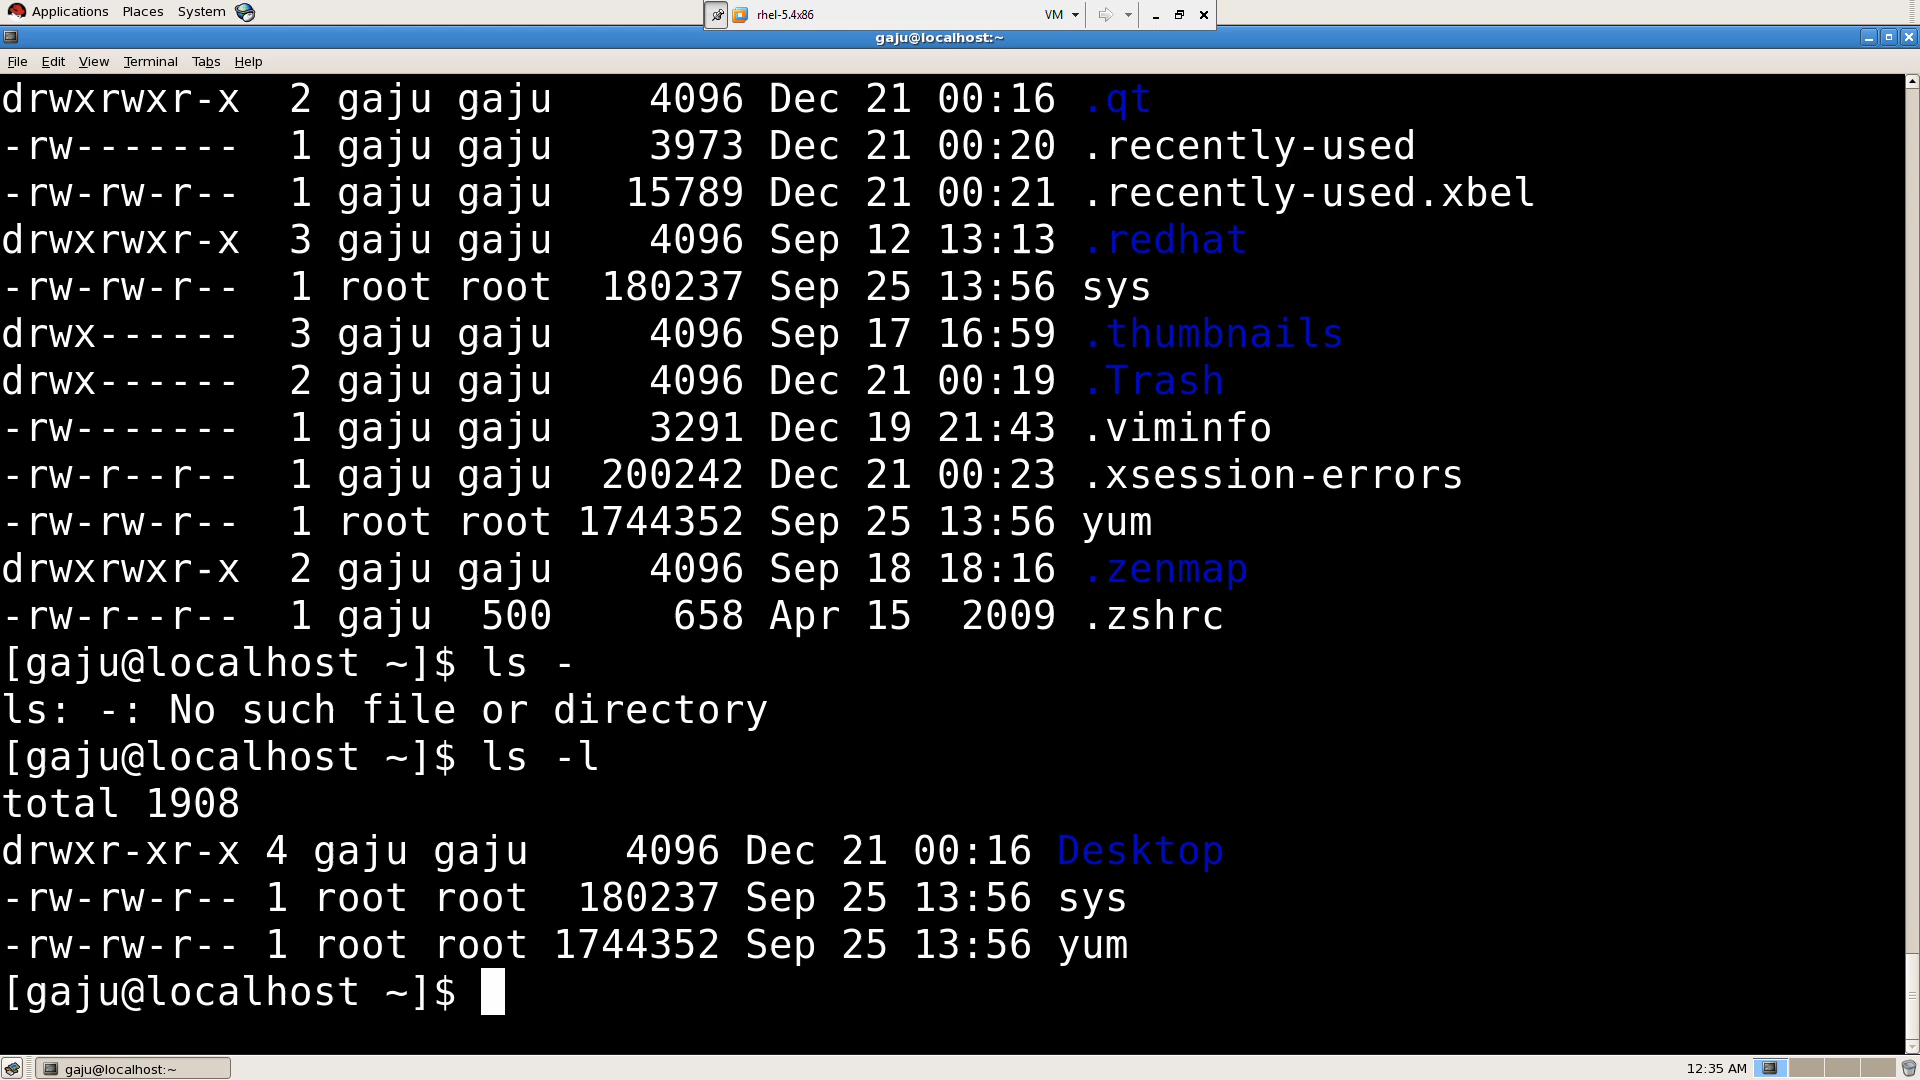 Applications Places System
rhel-5.4x86 VM
gaju@localhost:~
File Edit View Terminal Tabs Help
drwxrwxr-x  2 gaju gaju    4096 Dec 21 00:16 .qt
-rw-------  1 gaju gaju    3973 Dec 21 00:20 .recently-used
-rw-rw-r--  1 gaju gaju   15789 Dec 21 00:21 .recently-used.xbel
drwxrwxr-x  3 gaju gaju    4096 Sep 12 13:13 .redhat
-rw-rw-r--  1 root root  180237 Sep 25 13:56 sys
drwx------  3 gaju gaju    4096 Sep 17 16:59 .thumbnails
drwx------  2 gaju gaju    4096 Dec 21 00:19 .Trash
-rw-------  1 gaju gaju    3291 Dec 19 21:43 .viminfo
-rw-r--r--  1 gaju gaju  200242 Dec 21 00:23 .xsession-errors
-rw-rw-r--  1 root root 1744352 Sep 25 13:56 yum
drwxrwxr-x  2 gaju gaju    4096 Sep 18 18:16 .zenmap
-rw-r--r--  1 gaju  500     658 Apr 15  2009 .zshrc
[gaju@localhost ~]$ ls -
ls: -: No such file or directory
[gaju@localhost ~]$ ls -l
total 1908
drwxr-xr-x 4 gaju gaju    4096 Dec 21 00:16 Desktop
-rw-rw-r-- 1 root root  180237 Sep 25 13:56 sys
-rw-rw-r-- 1 root root 1744352 Sep 25 13:56 yum
[gaju@localhost ~]$
gaju@localhost:~ 12:35 AM